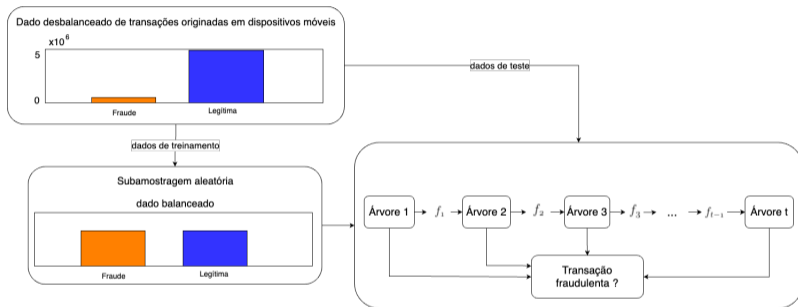 Dado desbalanceado de transações originadas em dispositivos móveis
x10⁶
5
0
Fraude
Legítima
dados de teste
dados de treinamento
Subamostragem aleatória
dado balanceado
Fraude
Legítima
Árvore 1 f₁ Árvore 2 f₂ Árvore 3 f₃ ... fₜ₋₁ Árvore t
Transação
fraudulenta ?